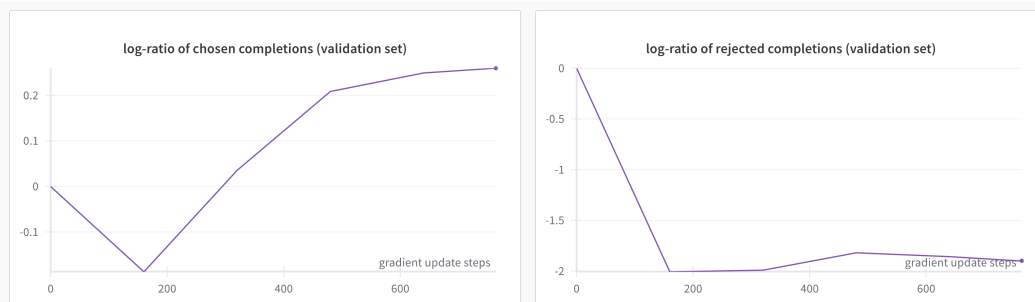 log-ratio of chosen completions (validation set)
0.2
0.1
0
-0.1
gradient update steps
0 200 400 600
log-ratio of rejected completions (validation set)
0
-0.5
-1
-1.5
-2
gradient update steps
0 200 400 600